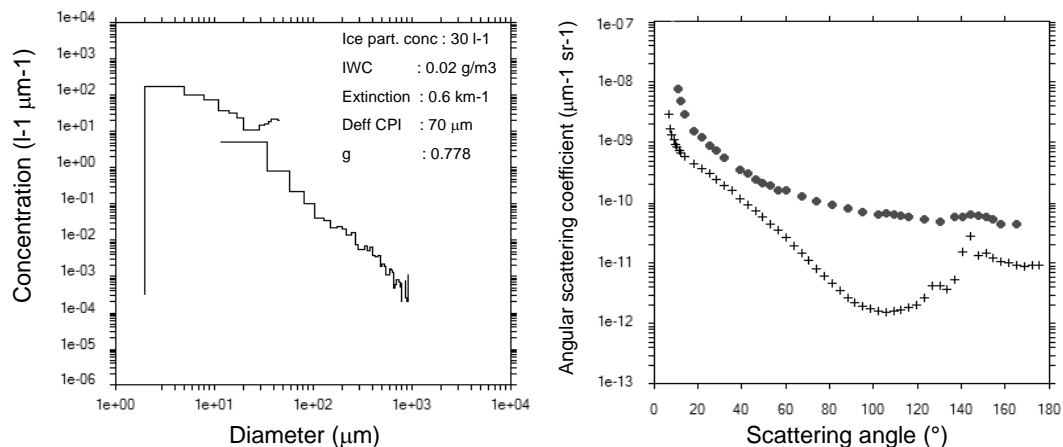 1e+04
1e+03
1e+02
1e+01
1e+00
1e-01
1e-02
1e-03
1e-04
1e-05
1e-06
Concentration (l-1 μm-1)
Ice part. conc : 30 l-1
IWC : 0.02 g/m3
Extinction : 0.6 km-1
Deff CPI : 70 μm
g : 0.778
1e+00 1e+01 1e+02 1e+03 1e+04
Diameter (μm)
Angular scattering coefficient (μm-1 sr-1)
1e-07
1e-08
1e-09
1e-10
1e-11
1e-12
1e-13
0 20 40 60 80 100 120 140 160 180
Scattering angle (°)